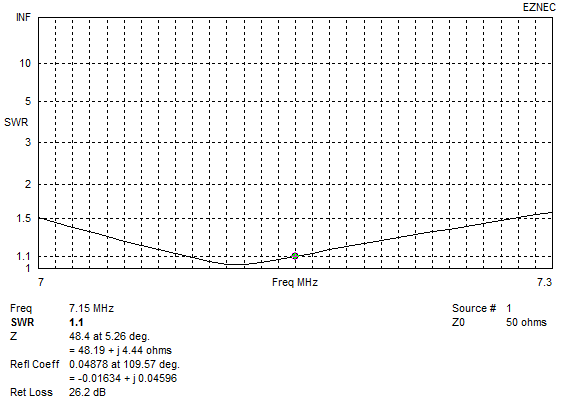 EZNEC
INF
10
5
SWR
3
2
1.5
1.1
1
7 Freq MHz 7.3
Freq 7.15 MHz Source # 1
SWR 1.1 Z0 50 ohms
Z 48.4 at 5.26 deg.
= 48.19 + j 4.44 ohms
Refl Coeff 0.04878 at 109.57 deg.
= -0.01634 + j 0.04596
Ret Loss 26.2 dB